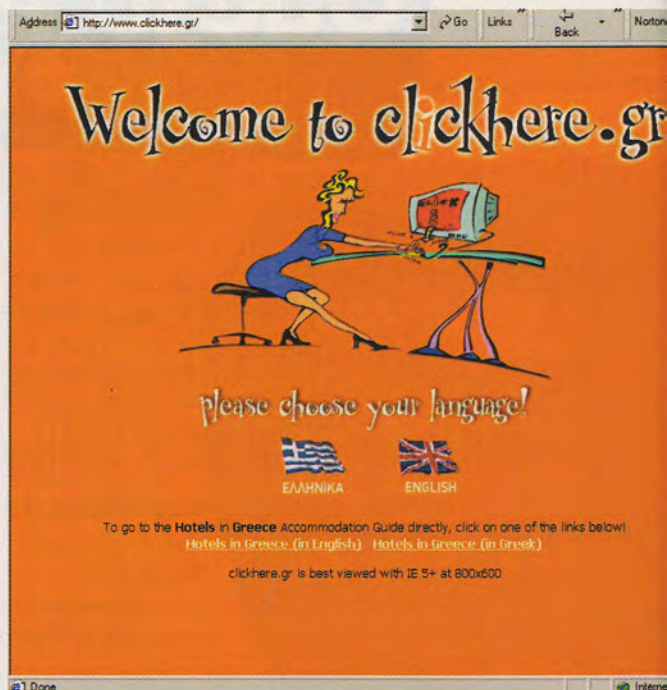 Address http://www.clickhere.gr/ Go Links » Back » Norton
Welcome to clickhere.gr
please choose your language!
ΕΛΛΗΝΙΚΑ ENGLISH
To go to the Hotels in Greece Accommodation Guide directly, click on one of the links below!
Hotels in Greece (in English) Hotels in Greece (in Greek)
clickhere.gr is best viewed with IE 5+ at 800x600
Done Interne